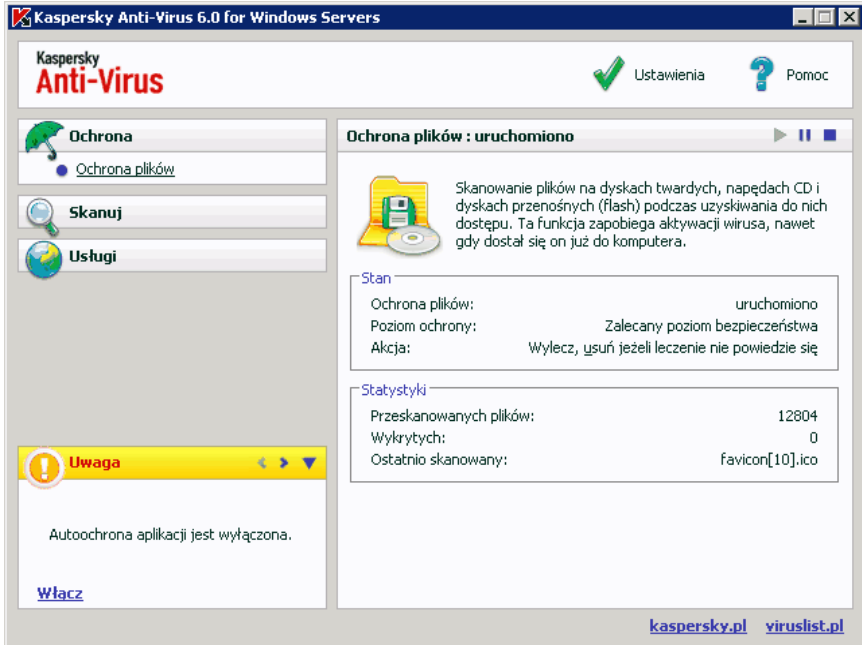 Kaspersky Anti-Virus 6.0 for Windows Servers
Kaspersky
Anti-Virus
Ustawienia
Pomoc
Ochrona
Ochrona plików
Skanuj
Usługi
Ochrona plików : uruchomiono
Skanowanie plików na dyskach twardych, napędach CD i
dyskach przenośnych (flash) podczas uzyskiwania do nich
dostępu. Ta funkcja zapobiega aktywacji wirusa, nawet
gdy dostał się on już do komputera.
Stan
Ochrona plików: uruchomiono
Poziom ochrony: Zalecany poziom bezpieczeństwa
Akcja: Wylecz, usuń jeżeli leczenie nie powiedzie się
Statystyki
Przeskanowanych plików: 12804
Wykrytych: 0
Ostatnio skanowany: favicon[10].ico
Uwaga
Autoochrona aplikacji jest wyłączona.
Włącz
kaspersky.pl viruslist.pl